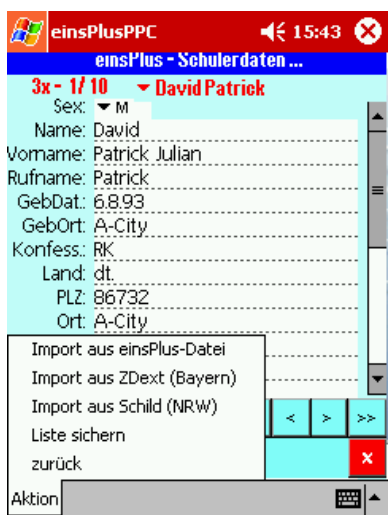 einsPlusPPC 15:43
einsPlus - Schulerdaten ...
3x - 1/ 10 David Patrick
Sex: M
Name: David
Vorname: Patrick Julian
Rufname: Patrick
GebDat.: 6.8.93
GebOrt: A-City
Konfess.: RK
Land: dt.
PLZ: 86732
Ort: A-City
Import aus einsPlus-Datei
Import aus ZDext (Bayern)
Import aus Schild (NRW)
Liste sichern
zurück
< > >>
x
Aktion